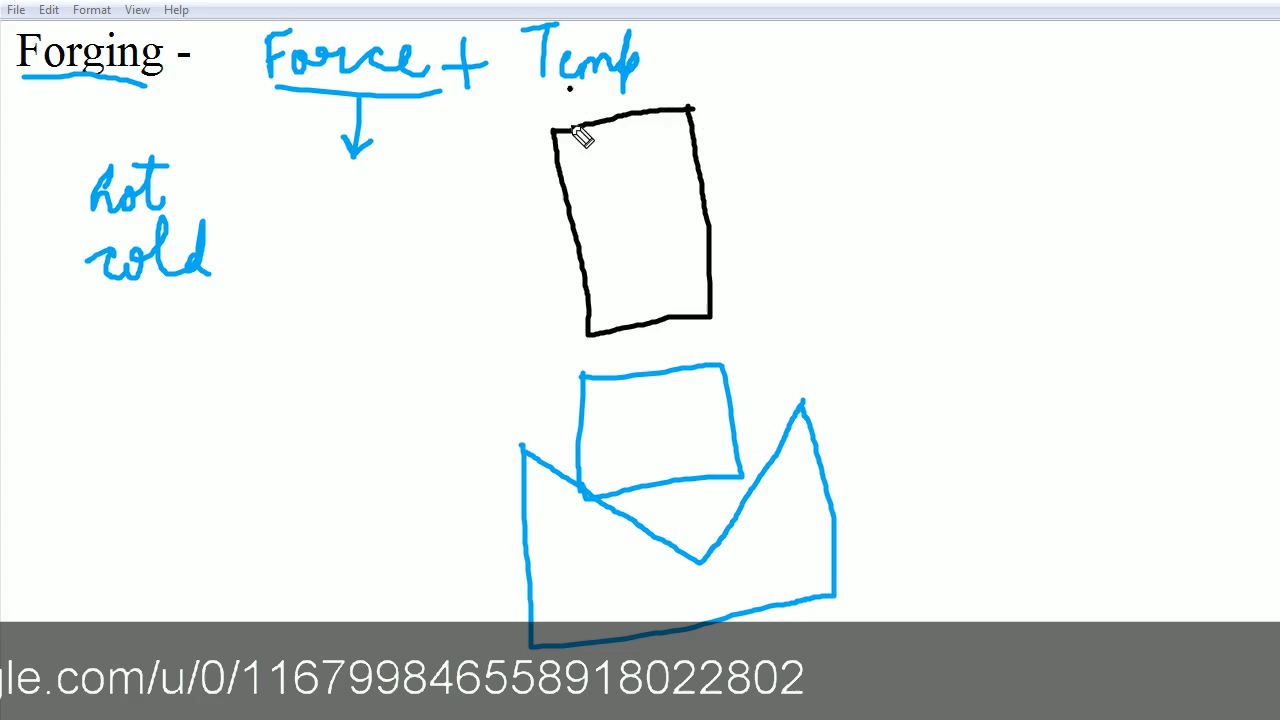 File Edit Format View Help
Forging - Force + Temp
hot
cold
gle.com/u/0/116799846558918022802